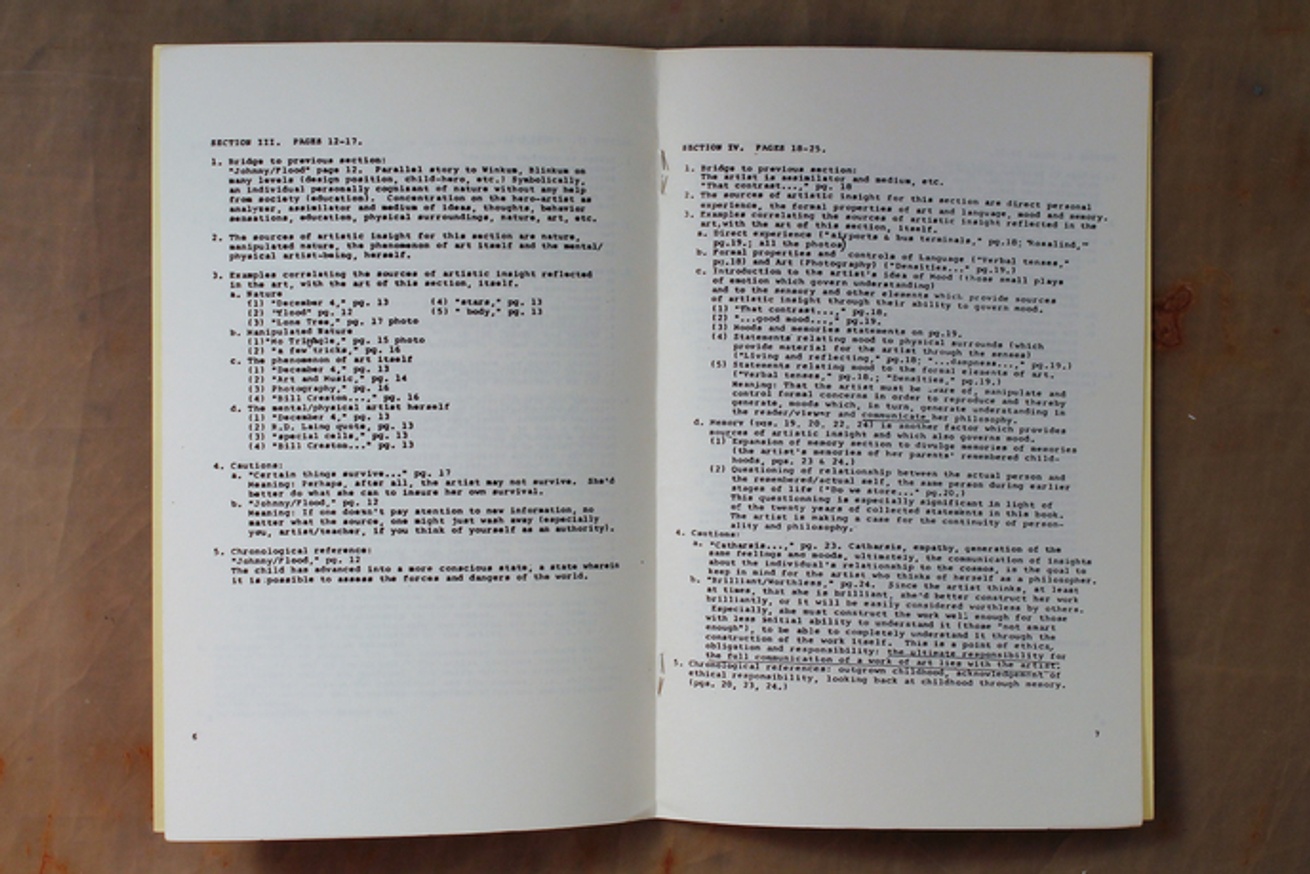 SECTION III. PAGES 12-17.
1. Bridge to previous section:
"Johnny/Flood" page 12. Parallel story to Winkum, Blinkum on
many levels (design position, child-hero, etc.) Symbolically,
an individual personally cognizant of nature without any help
from society (education). Concentration on the hero-artist as
analyzer, assimilator and medium of ideas, thoughts, behavior
sensations, education, physical surroundings, nature, art, etc.
2. The sources of artistic insight for this section are nature,
manipulated nature, the phenomenon of art itself and the mental/
physical artist-being, herself.
3. Examples correlating the sources of artistic insight reflected
in the art, with the art of this section, itself.
a. Nature
(1) "December 4," pg. 13 (4) "stars," pg. 13
(2) "Flood" pg. 12 (5) " body," pg. 13
(3) "Lone Tree," pg. 17 photo
b. Manipulated Nature
(1)"No Triangle," pg. 15 photo
(2) "a few tricks, pg. 16
c. The phenomenon of art itself
(1) "December 4," pg. 13
(2) "Art and Music," pg. 14
(3) Photography," pg. 16
(4) "Bill Creston...," pg. 16
d. The mental/physical artist herself
(1) "December 4," pg. 13
(2) R.D. Laing quote, pg. 13
(3) "special cells," pg. 13
(4) "Bill Creston..." pg. 13
4. Cautions:
a. "Certain things survive..." pg. 17
Meaning: Perhaps, after all, the artist may not survive. She'd
better do what she can to insure her own survival.
b. "Johnny/Flood," pg. 12
Meaning: If one doesn't pay attention to new information, no
matter what the source, one might just wash away (especially
you, artist/teacher, if you think of yourself as an authority).
5. Chronological reference:
"Johnny/Flood," pg. 12
The child has advanced into a more conscious state, a state wherein
it is possible to assess the forces and dangers of the world.
6
SECTION IV. PAGES 18-25.
1. Bridge to previous section:
The artist is assimilator and medium, etc.
"That contrast...," pg. 18
2. The sources of artistic insight for this section are direct personal
experience, the formal properties of art and language, mood and memory.
3. Examples correlating the sources of artistic insight reflected in the
art,with the art of this section, itself.
a. Direct experience ("airports & bus terminals," pg.18; "Rosalind,"
pg.19.; all the photos)
b. Formal properties and controls of Language ("Verbal tenses,"
pg.18) and Art (Photography) ("Densities..." pg.19.)
c. Introduction to the artist's idea of Mood (those small plays
of emotion which govern understanding)
and to the sensory and other elements which provide sources
of artistic insight through their ability to govern mood.
(1) "That contrast...," pg.18.
(2) "...good mood...," pg.19.
(3) Moods and memories statements on pg.19.
(4) Statements relating mood to physical surrounds (which
provide material for the artist through the senses)
("Living and reflecting," pg.18; "...dampness...," pg.19.)
(5) Statements relating mood to the formal elements of art.
("Verbal tenses," pg.18.; "Densities," pg.19.)
Meaning: That the artist must be aware of, manipulate and
control formal concerns in order to reproduce and thereby
generate, moods which, in turn, generate understanding in
the reader/viewer and communicate her philosophy.
d. Memory (pgs. 19, 20, 22, 24) is another factor which provides
sources of artistic insight and which also governs mood.
(1) Expansion of memory section to divulge memories of memories
(the artist's memories of her parents' remembered child-
hoods, pgs. 23 & 24.)
(2) Questioning of relationship between the actual person and
the remembered/actual self, the same person during earlier
stages of life ("Do we store..." pg.20.)
This questionning is especially significant in light of
of the twenty years of collected statements in this book.
The artist is making a case for the continuity of person-
ality and philosophy.
4. Cautions:
a. "Catharsis...," pg. 23. Catharsis, empathy, generation of the
same feelings and moods, ultimately, the communication of insights
about the individual's relationship to the cosmos, is the goal to
keep in mind for the artist who thinks of herself as a philosopher.
b. "Brilliant/Worthless," pg.24. Since the artist thinks, at least
at times, that she is brilliant, she'd better construct her work
brilliantly, or it will be easily considered worthless by others.
Especially, she must construct the work well enough for those
with less initial ability to understand it (those "not smart
enough"), to be able to completely understand it through the
construction of the work itself. This is a point of ethics,
obligation and responsibility: the ultimate responsibility for
the full communication of a work of art lies with the artist.
5. Chronological references: outgrown childhood, acknowledgement of
ethical responsibility, looking back at childhood through memory.
(pgs. 20, 23, 24.)
7